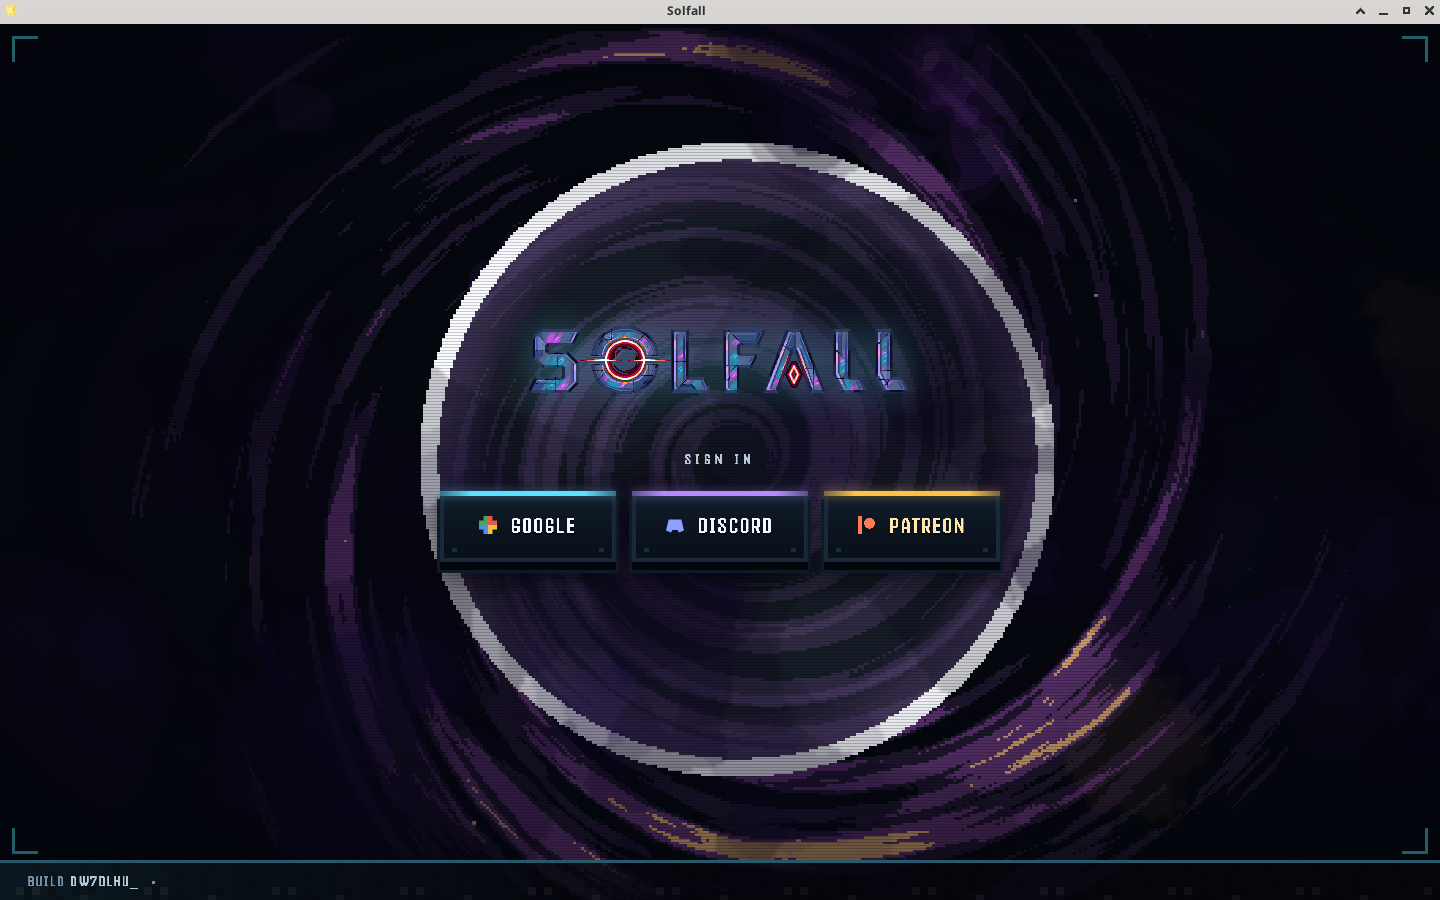 Solfall
SOLFALL
SIGN IN
GOOGLE
DISCORD
PATREON
BUILD DW7DLHU_